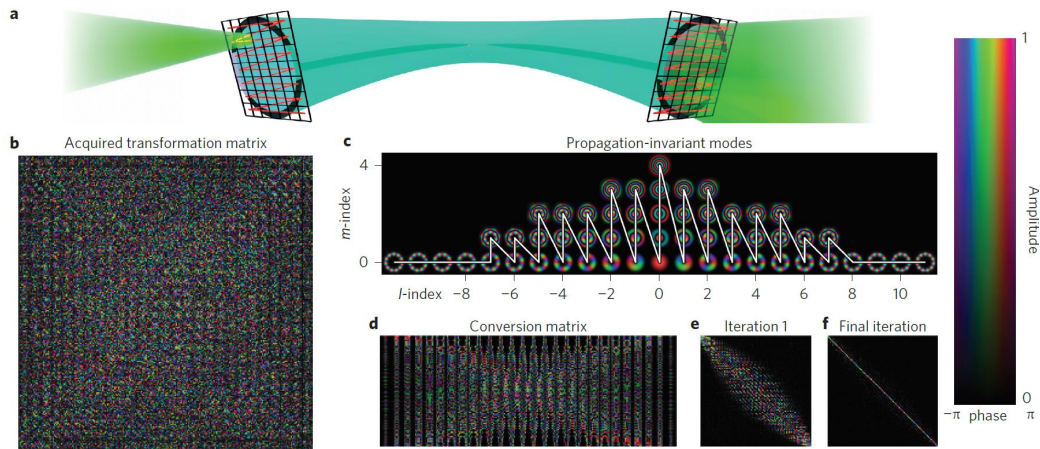 a
b Acquired transformation matrix
c Propagation-invariant modes
4
m-index
0
l-index −8 −6 −4 −2 0 2 4 6 8 10
d Conversion matrix
e Iteration 1
f Final iteration
1
Amplitude
0
−π phase π